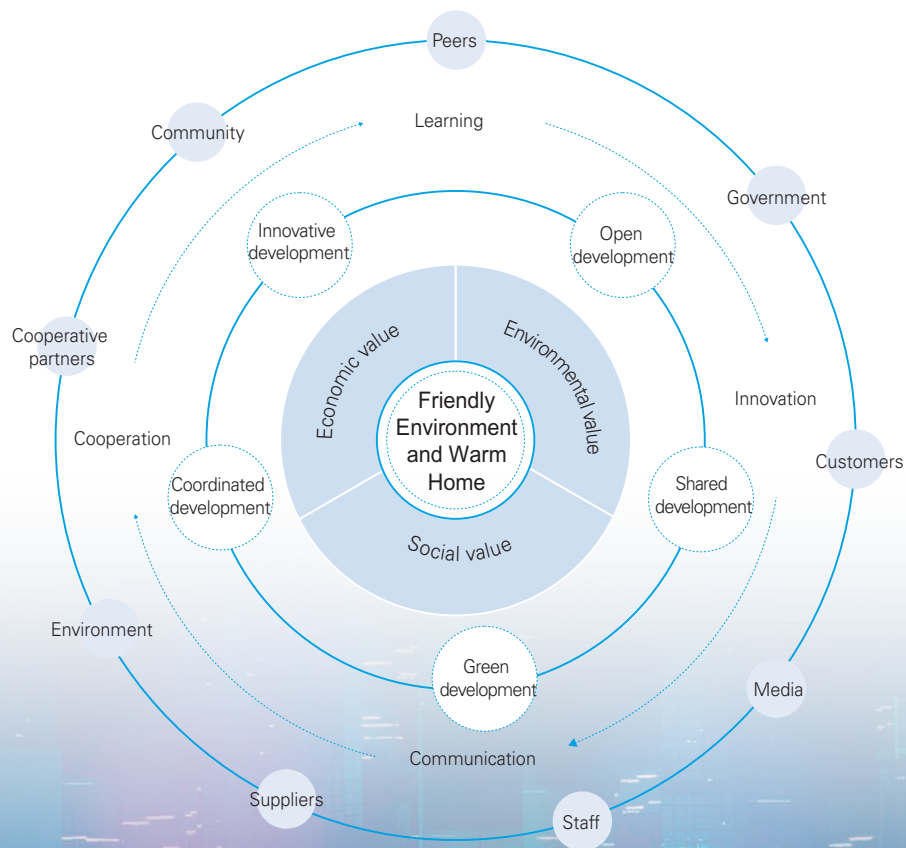 Peers
Community
Learning
Government
Innovative
development
Open
development
Cooperative
partners
Economic value
Environmental value
Friendly
Environment
and Warm
Home
Innovation
Cooperation
Customers
Coordinated
development
Shared
development
Social value
Environment
Green
development
Media
Communication
Suppliers
Staff